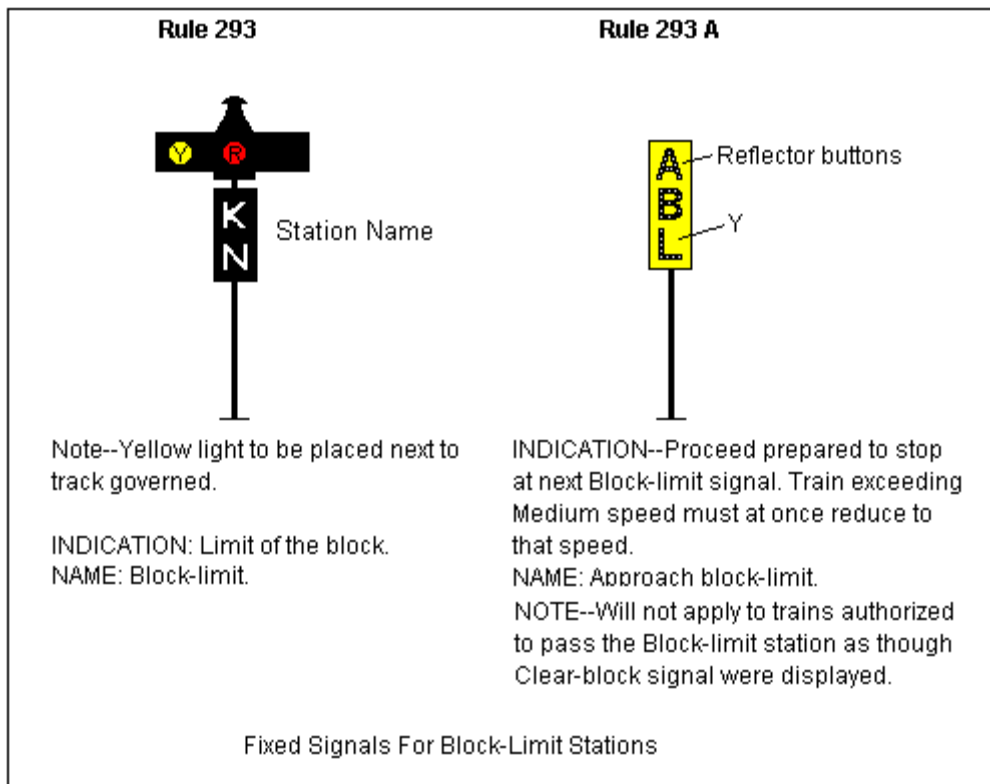 Rule 293
Y R
K
N
Station Name
Note--Yellow light to be placed next to
track governed.
INDICATION: Limit of the block.
NAME: Block-limit.
Rule 293 A
A
B
L
Reflector buttons
Y
INDICATION--Proceed prepared to stop
at next Block-limit signal. Train exceeding
Medium speed must at once reduce to
that speed.
NAME: Approach block-limit.
NOTE--Will not apply to trains authorized
to pass the Block-limit station as though
Clear-block signal were displayed.
Fixed Signals For Block-Limit Stations